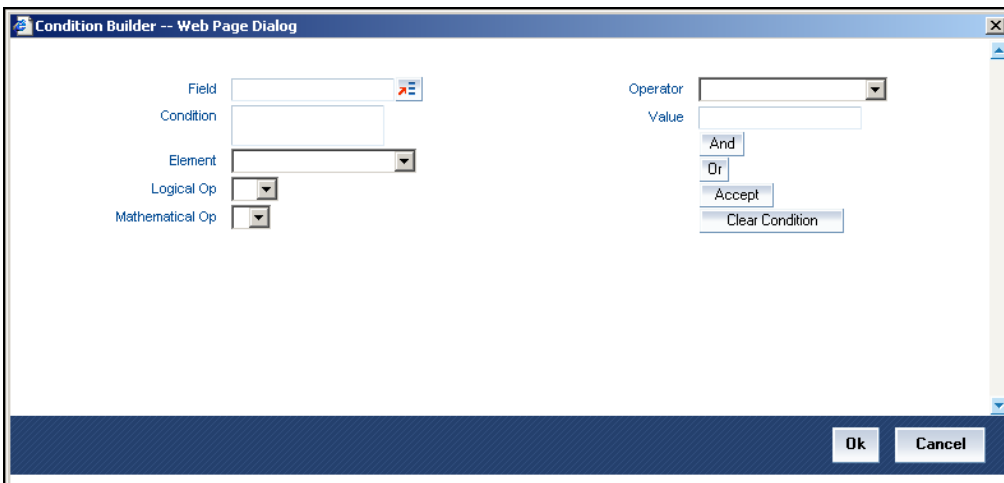 Condition Builder -- Web Page Dialog
Field
Operator
Condition
Value
And
Element
Or
Logical Op
Accept
Mathematical Op
Clear Condition
Ok
Cancel